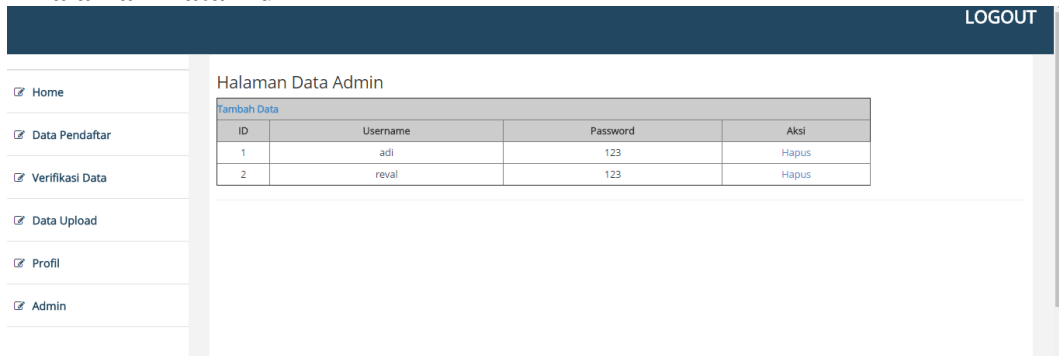 LOGOUT
Home
Data Pendaftar
Verifikasi Data
Data Upload
Profil
Admin
Halaman Data Admin
Tambah Data
ID Username Password Aksi
1 adi 123 Hapus
2 reval 123 Hapus